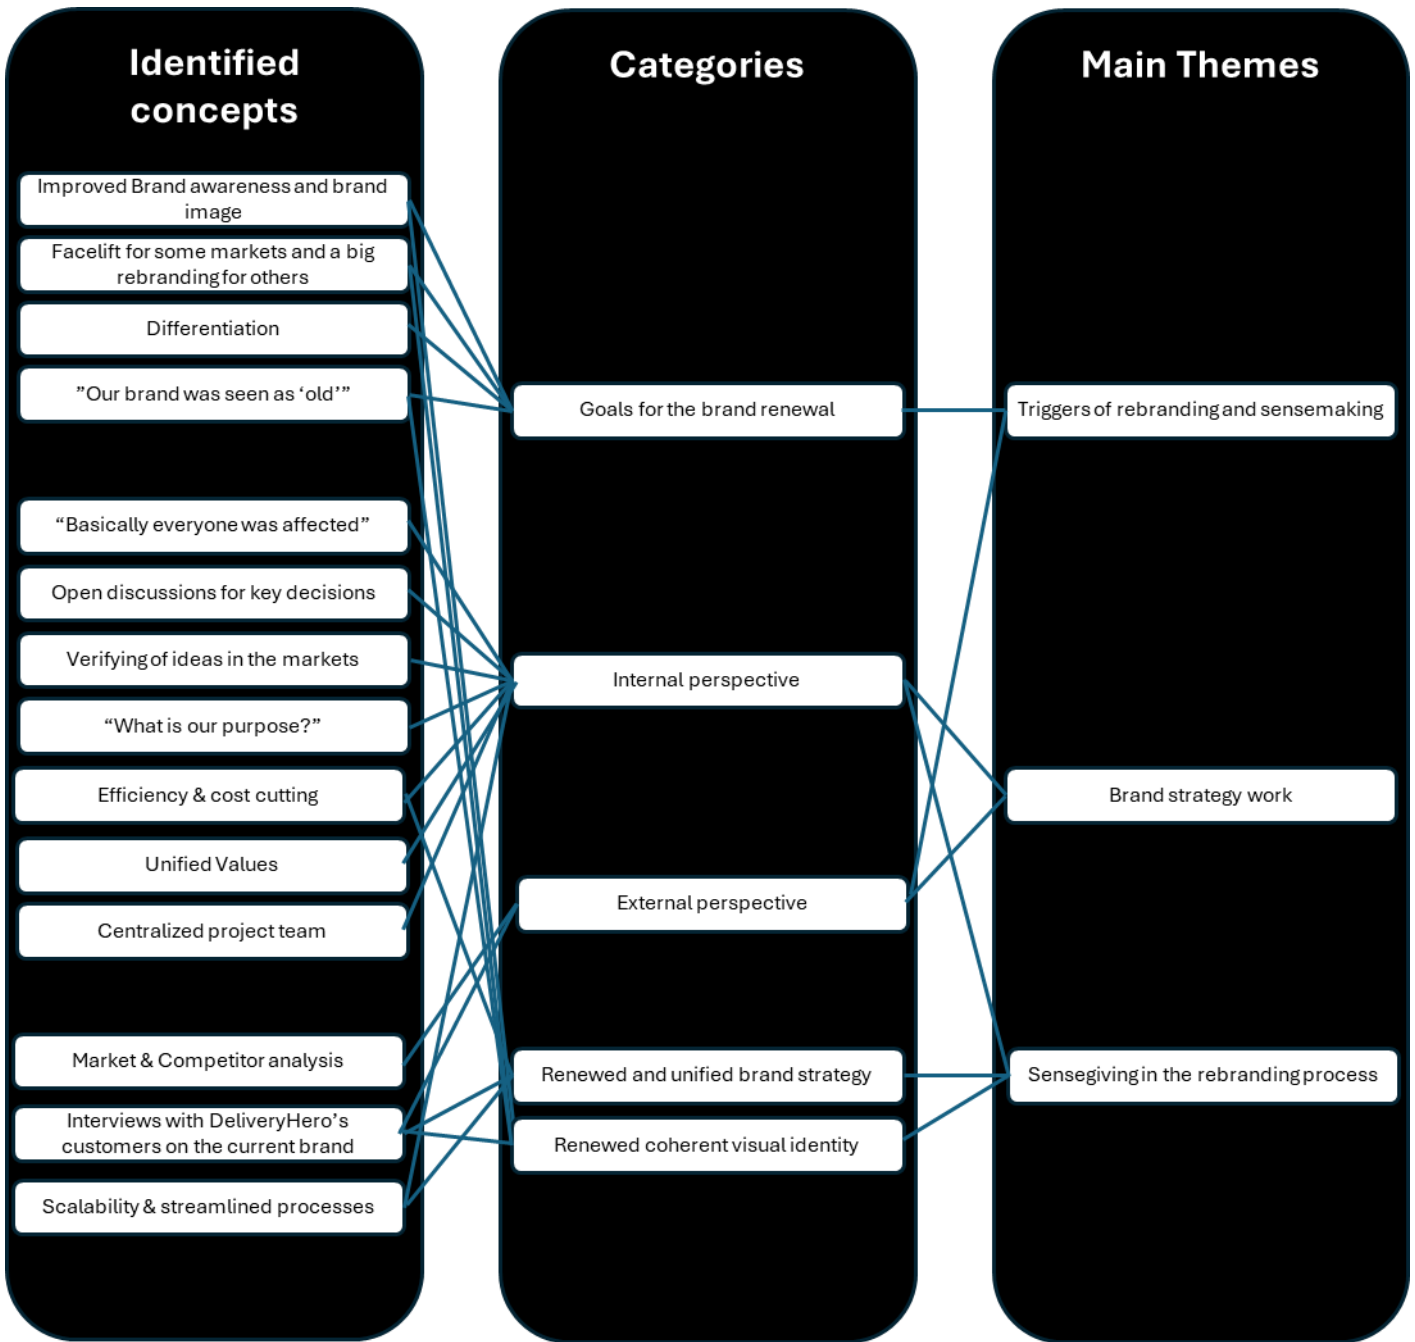 Identified
concepts
Improved Brand awareness and brand
image
Facelift for some markets and a big
rebranding for others
Differentiation
”Our brand was seen as ‘old’”
“Basically everyone was affected”
Open discussions for key decisions
Verifying of ideas in the markets
“What is our purpose?”
Efficiency & cost cutting
Unified Values
Centralized project team
Market & Competitor analysis
Interviews with DeliveryHero’s
customers on the current brand
Scalability & streamlined processes
Categories
Goals for the brand renewal
Internal perspective
External perspective
Renewed and unified brand strategy
Renewed coherent visual identity
Main Themes
Triggers of rebranding and sensemaking
Brand strategy work
Sensegiving in the rebranding process